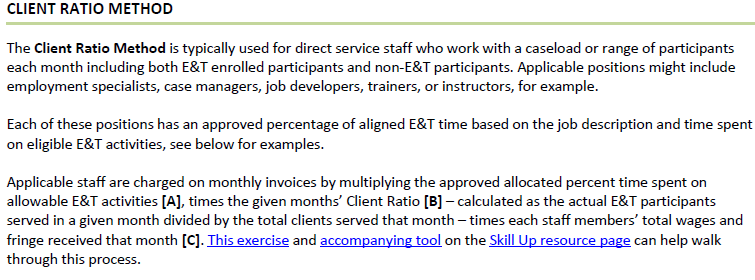 CLIENT RATIO METHOD
The Client Ratio Method is typically used for direct service staff who work with a caseload or range of participants
each month including both E&T enrolled participants and non-E&T participants. Applicable positions might include
employment specialists, case managers, job developers, trainers, or instructors, for example.
Each of these positions has an approved percentage of aligned E&T time based on the job description and time spent
on eligible E&T activities, see below for examples.
Applicable staff are charged on monthly invoices by multiplying the approved allocated percent time spent on
allowable E&T activities [A], times the given months’ Client Ratio [B] – calculated as the actual E&T participants
served in a given month divided by the total clients served that month – times each staff members’ total wages and
fringe received that month [C]. This exercise and accompanying tool on the Skill Up resource page can help walk
through this process.